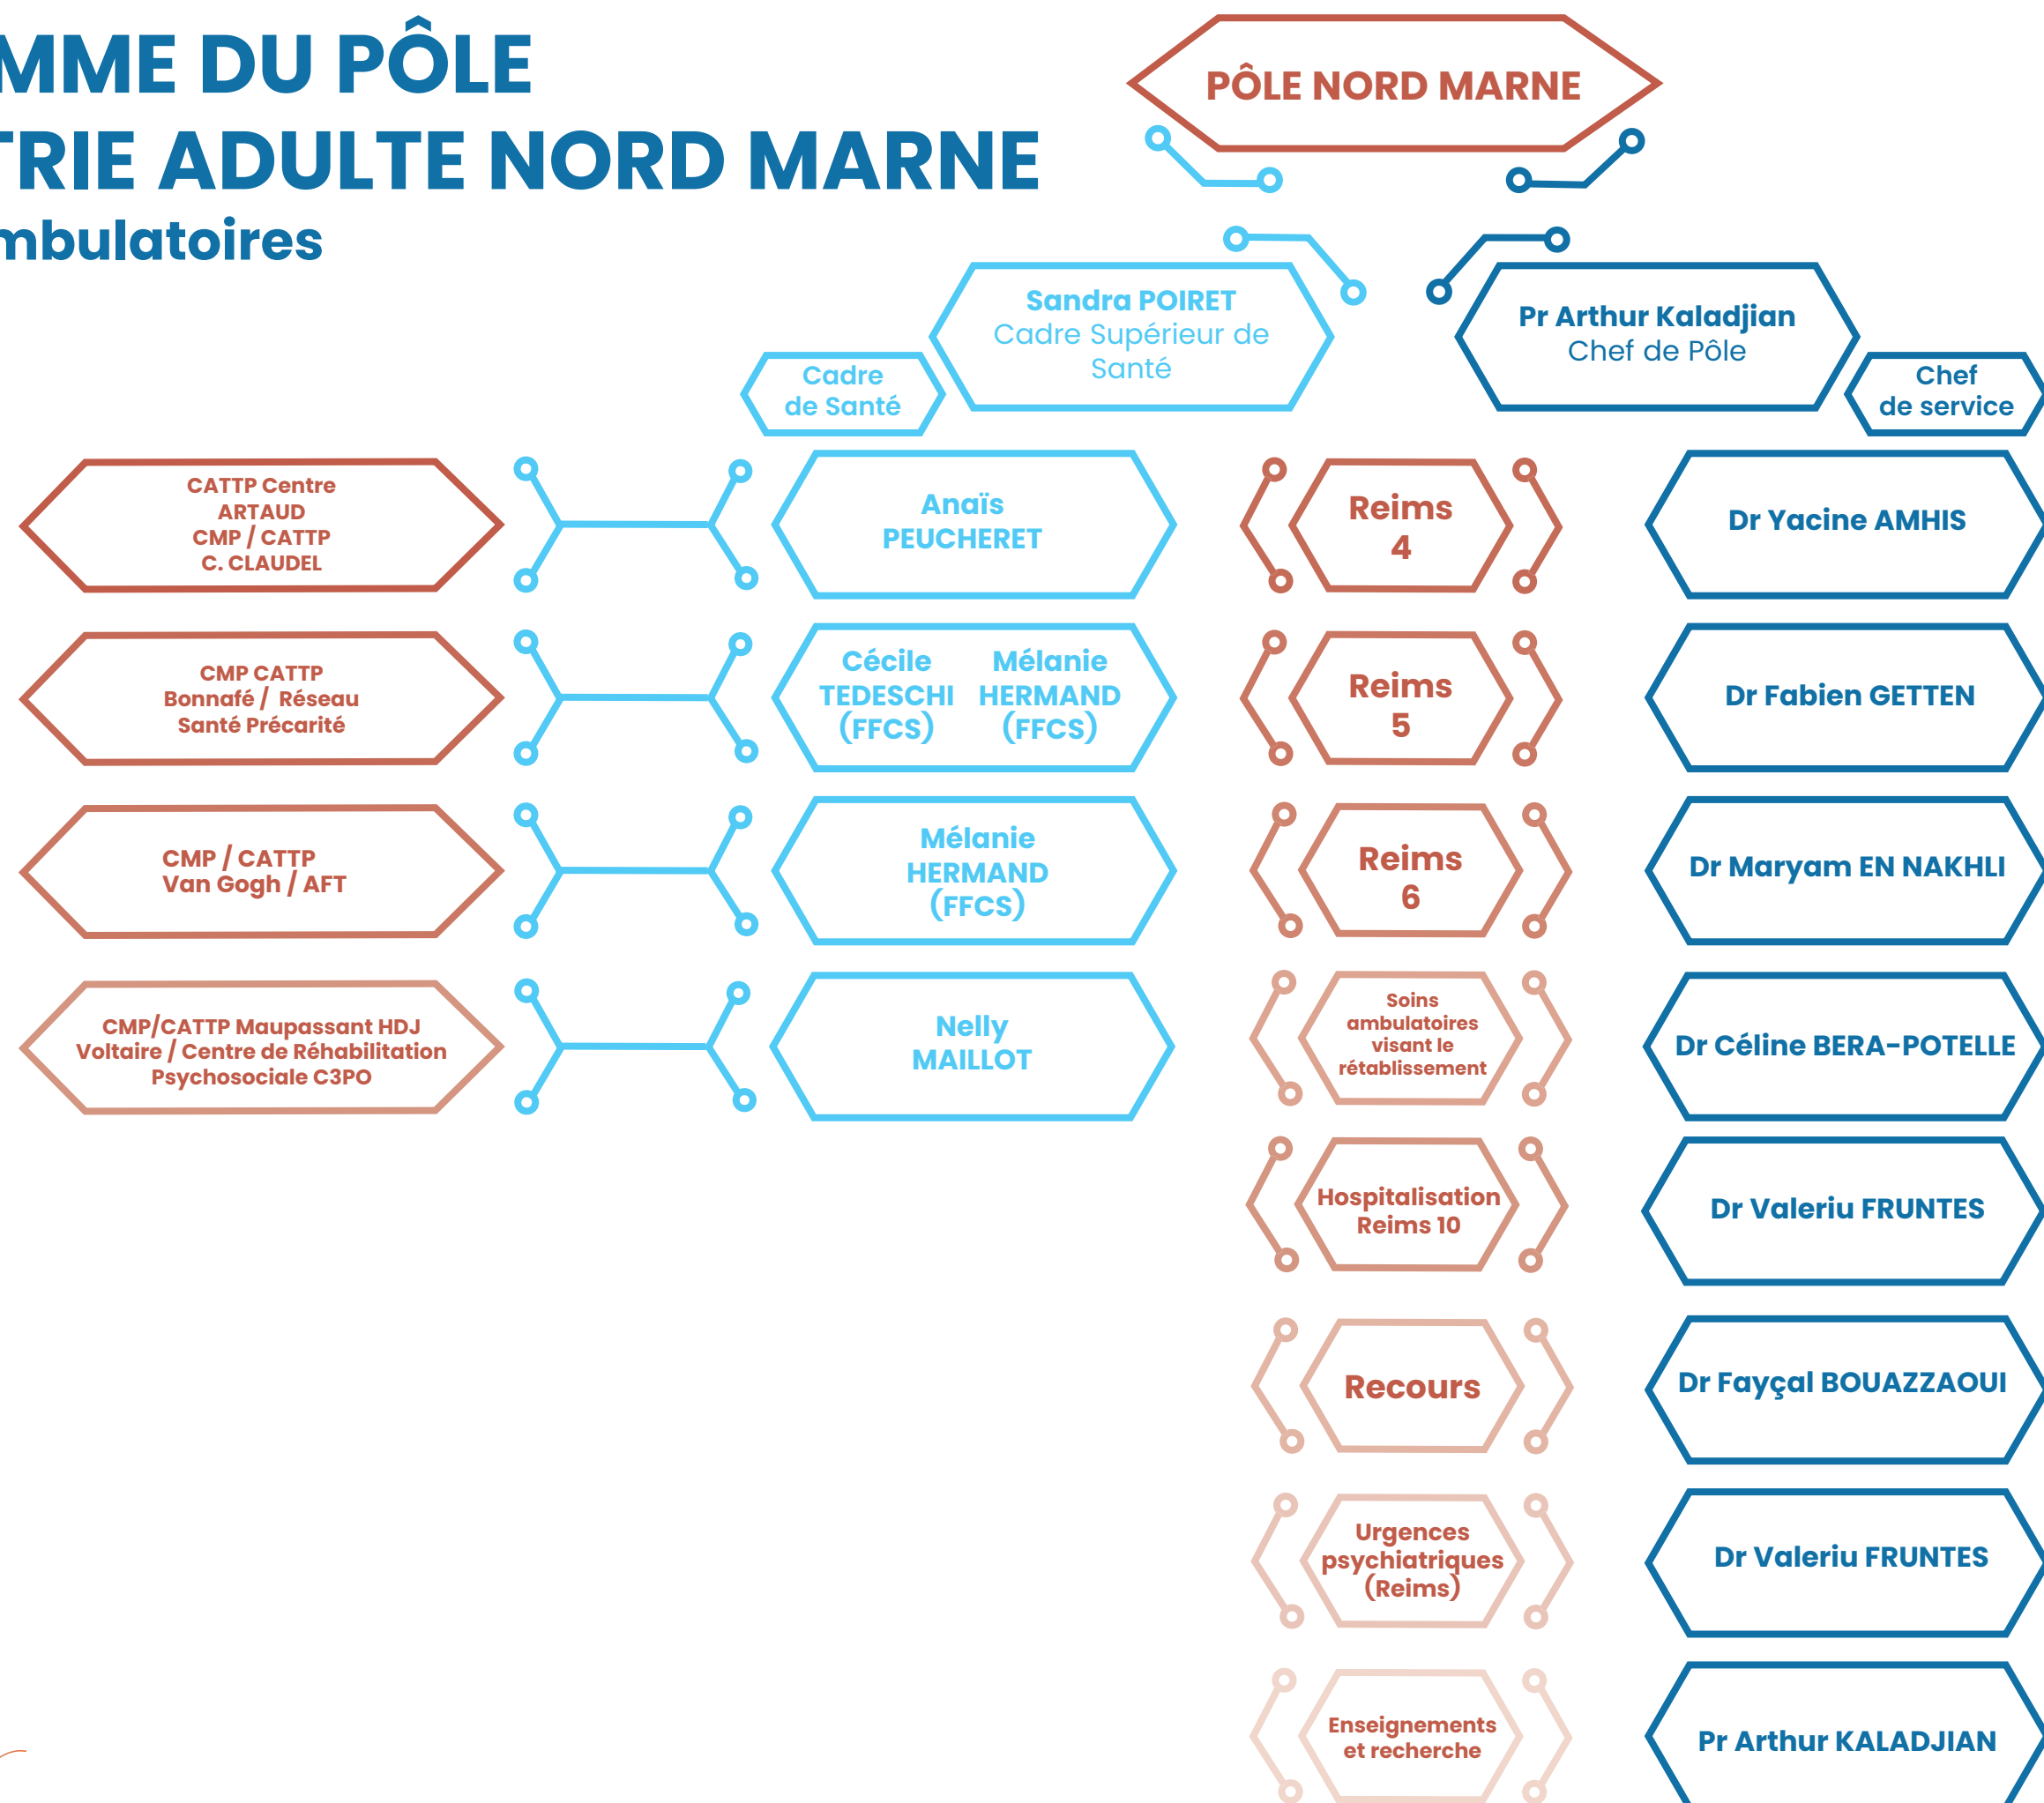 MME DU PÔLE
TRIE ADULTE NORD MARNE
mbulatoires
PÔLE NORD MARNE
Sandra POIRET
Cadre Supérieur de
Santé
Pr Arthur Kaladjian
Chef de Pôle
Cadre
de Santé
Chef
de service
CATTP Centre
ARTAUD
CMP / CATTP
C. CLAUDEL
Anaïs
PEUCHERET
Reims
4
Dr Yacine AMHIS
CMP CATTP
Bonnafé / Réseau
Santé Précarité
Cécile
TEDESCHI
(FFCS)
Mélanie
HERMAND
(FFCS)
Reims
5
Dr Fabien GETTEN
CMP / CATTP
Van Gogh / AFT
Mélanie
HERMAND
(FFCS)
Reims
6
Dr Maryam EN NAKHLI
CMP/CATTP Maupassant HDJ
Voltaire / Centre de Réhabilitation
Psychosociale C3PO
Nelly
MAILLOT
Soins
ambulatoires
visant le
rétablissement
Dr Céline BERA-POTELLE
Hospitalisation
Reims 10
Dr Valeriu FRUNTES
Recours
Dr Fayçal BOUAZZAOUI
Urgences
psychiatriques
(Reims)
Dr Valeriu FRUNTES
Enseignements
et recherche
Pr Arthur KALADJIAN